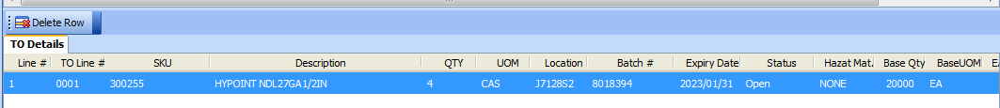 Delete Row
TO Details
Line # TO Line # SKU Description QTY UOM Location Batch # Expiry Date Status Hazat Mat. Base Qty BaseUOM
1 0001 300255 HYPOINT NDL27GA1/2IN 4 CAS J7128S2 8018394 2023/01/31 Open NONE 20000 EA